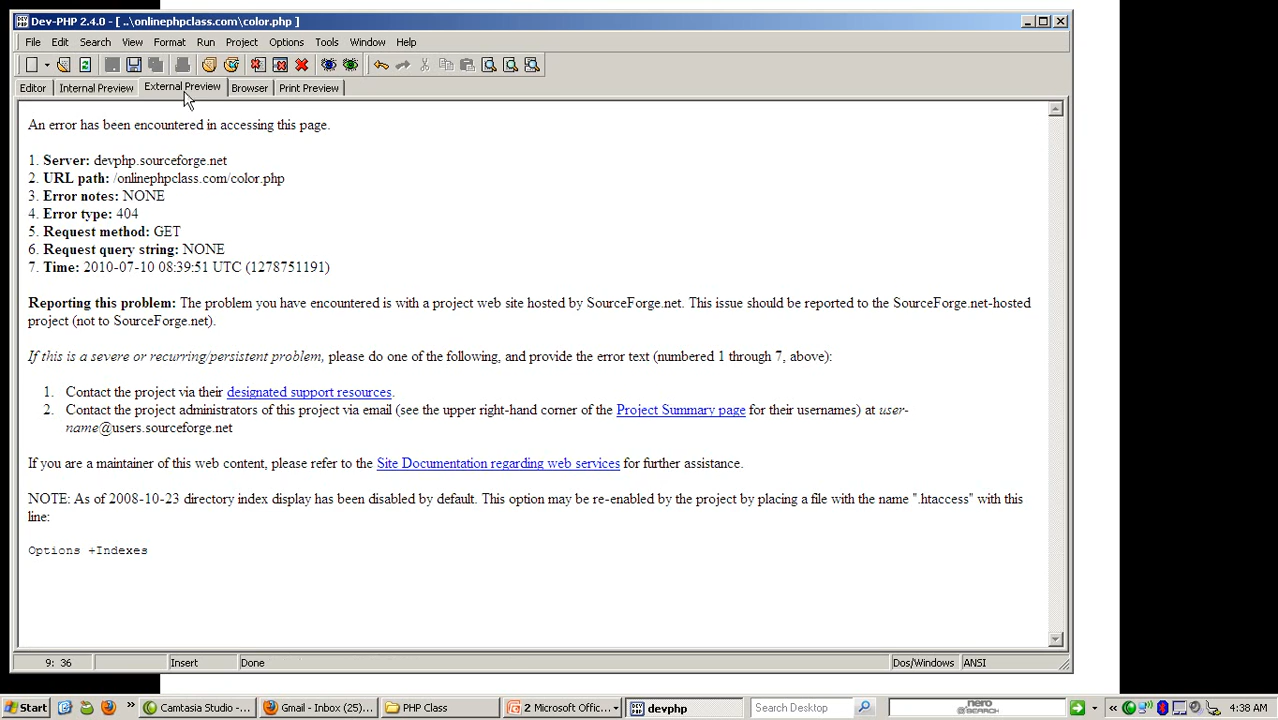 Dev-PHP 2.4.0 - [ ..\onlinephpclass.com\color.php ]
File Edit Search View Format Run Project Options Tools Window Help
Editor Internal Preview External Preview Browser Print Preview
An error has been encountered in accessing this page.
1. Server: devphp.sourceforge.net
2. URL path: /onlinephpclass.com/color.php
3. Error notes: NONE
4. Error type: 404
5. Request method: GET
6. Request query string: NONE
7. Time: 2010-07-10 08:39:51 UTC (1278751191)
Reporting this problem: The problem you have encountered is with a project web site hosted by SourceForge.net. This issue should be reported to the SourceForge.net-hosted
project (not to SourceForge.net).
If this is a severe or recurring/persistent problem, please do one of the following, and provide the error text (numbered 1 through 7, above):
1. Contact the project via their designated support resources.
2. Contact the project administrators of this project via email (see the upper right-hand corner of the Project Summary page for their usernames) at user-
name@users.sourceforge.net
If you are a maintainer of this web content, please refer to the Site Documentation regarding web services for further assistance.
NOTE: As of 2008-10-23 directory index display has been disabled by default. This option may be re-enabled by the project by placing a file with the name ".htaccess" with this
line:
Options +Indexes
9: 36 Insert Done Dos/Windows ANSI
Start Camtasia Studio - ... Gmail - Inbox (25)... PHP Class 2 Microsoft Offic... devphp Search Desktop nero SEARCH 4:38 AM